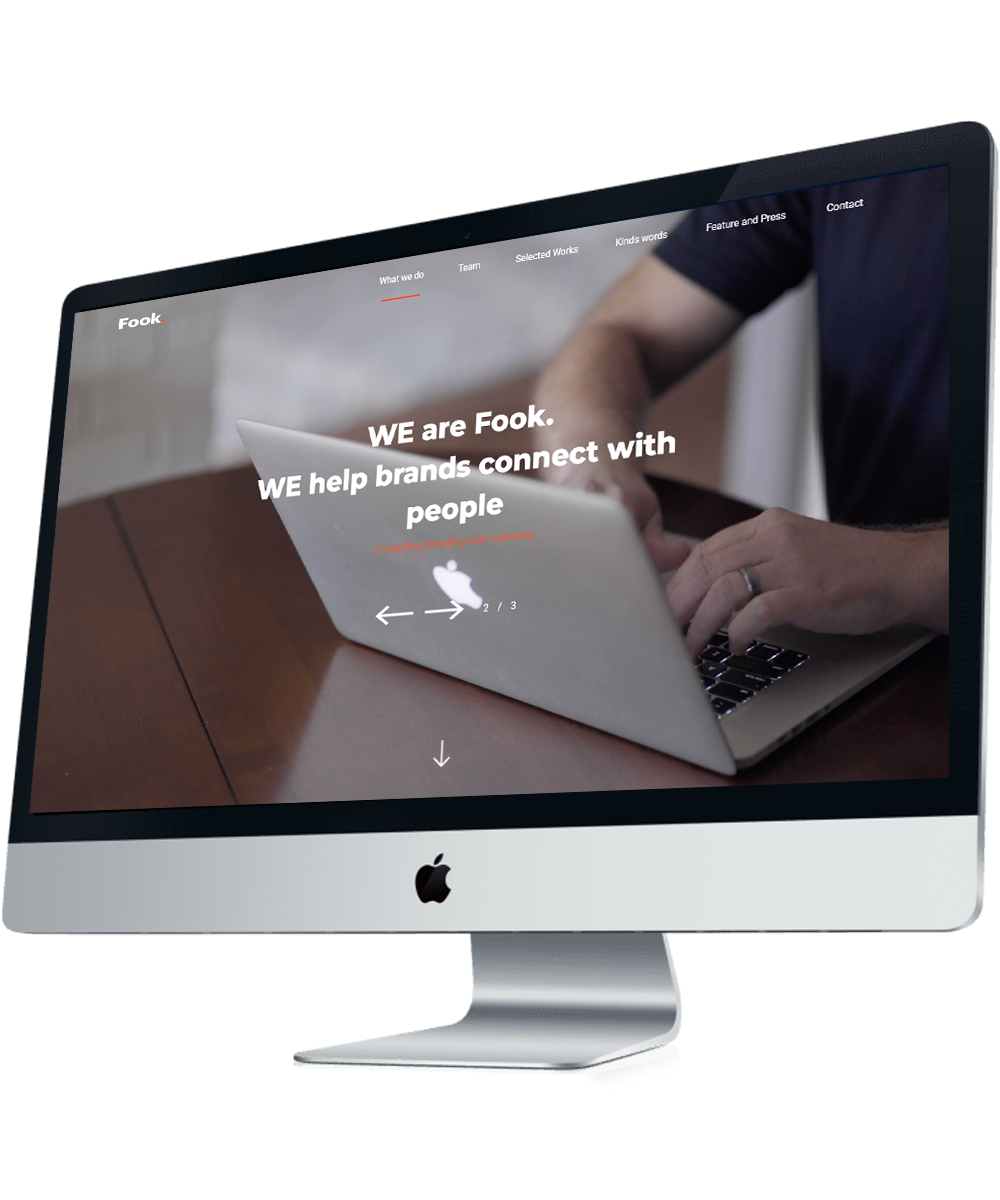 What we do
Team
Selected Works
Kinds words
Feature and Press
Contact
Fook.
WE are Fook.
WE help brands connect with
people
2 / 3